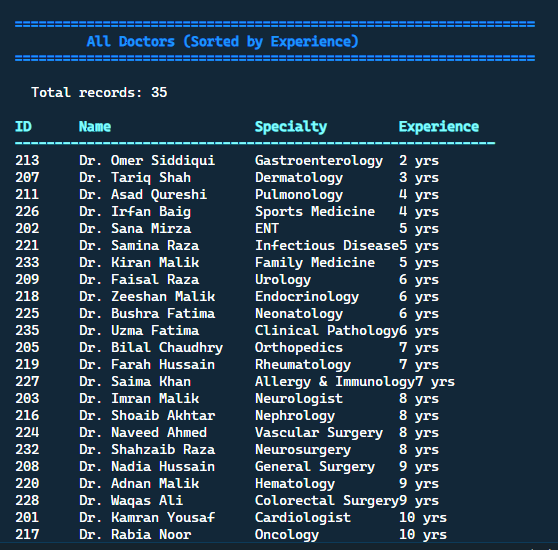 =================================================================
All Doctors (Sorted by Experience)
=================================================================
Total records: 35
ID Name Specialty Experience
------------------------------------------------------------
213 Dr. Omer Siddiqui Gastroenterology 2 yrs
207 Dr. Tariq Shah Dermatology 3 yrs
211 Dr. Asad Qureshi Pulmonology 4 yrs
226 Dr. Irfan Baig Sports Medicine 4 yrs
202 Dr. Sana Mirza ENT 5 yrs
221 Dr. Samina Raza Infectious Disease5 yrs
233 Dr. Kiran Malik Family Medicine 5 yrs
209 Dr. Faisal Raza Urology 6 yrs
218 Dr. Zeeshan Malik Endocrinology 6 yrs
225 Dr. Bushra Fatima Neonatology 6 yrs
235 Dr. Uzma Fatima Clinical Pathology6 yrs
205 Dr. Bilal Chaudhry Orthopedics 7 yrs
219 Dr. Farah Hussain Rheumatology 7 yrs
227 Dr. Saima Khan Allergy & Immunology7 yrs
203 Dr. Imran Malik Neurologist 8 yrs
216 Dr. Shoaib Akhtar Nephrology 8 yrs
224 Dr. Naveed Ahmed Vascular Surgery 8 yrs
232 Dr. Shahzaib Raza Neurosurgery 8 yrs
208 Dr. Nadia Hussain General Surgery 9 yrs
220 Dr. Adnan Malik Hematology 9 yrs
228 Dr. Waqas Ali Colorectal Surgery9 yrs
201 Dr. Kamran Yousaf Cardiologist 10 yrs
217 Dr. Rabia Noor Oncology 10 yrs